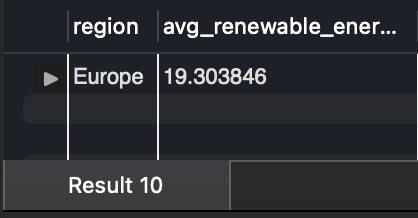 region avg_renewable_ener...
Europe 19.303846
Result 10